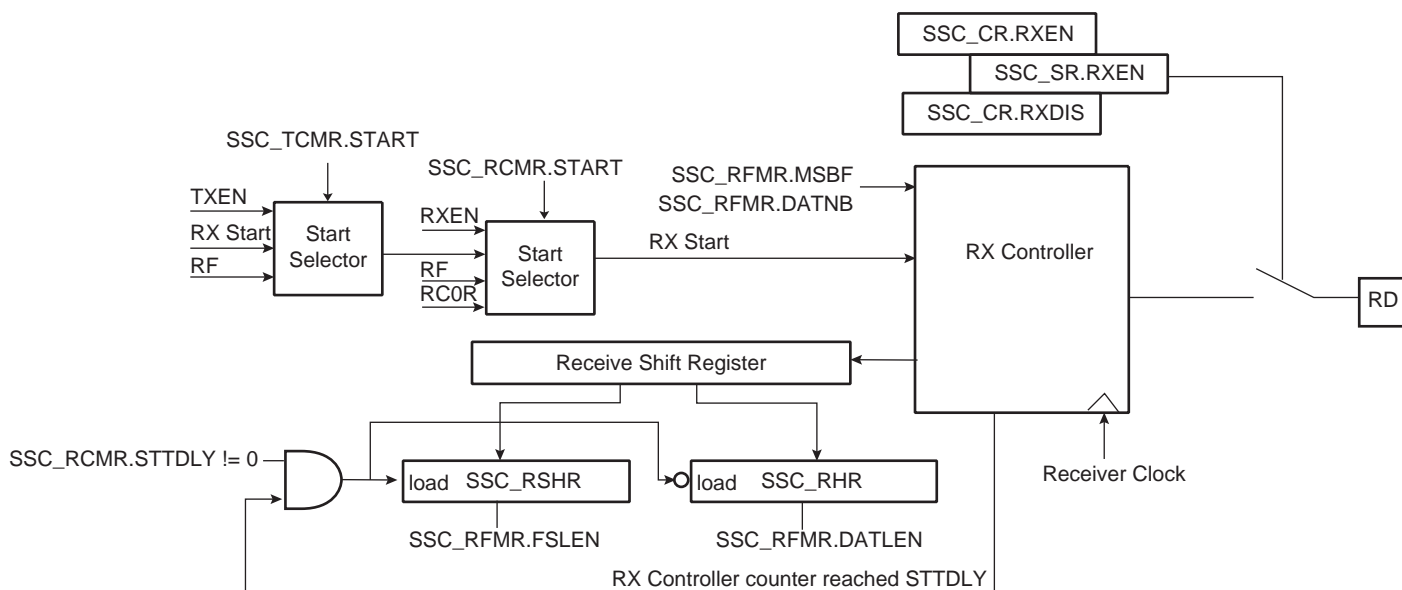 SSC_CR.RXEN
SSC_SR.RXEN
SSC_CR.RXDIS
SSC_TCMR.START
SSC_RCMR.START
SSC_RFMR.MSBF
SSC_RFMR.DATNB
TXEN
RX Start
RF
Start
Selector
RXEN
RF
RC0R
Start
Selector
RX Start
RX Controller
RD
Receive Shift Register
SSC_RCMR.STTDLY != 0
load SSC_RSHR
load SSC_RHR
Receiver Clock
SSC_RFMR.FSLEN
SSC_RFMR.DATLEN
RX Controller counter reached STTDLY